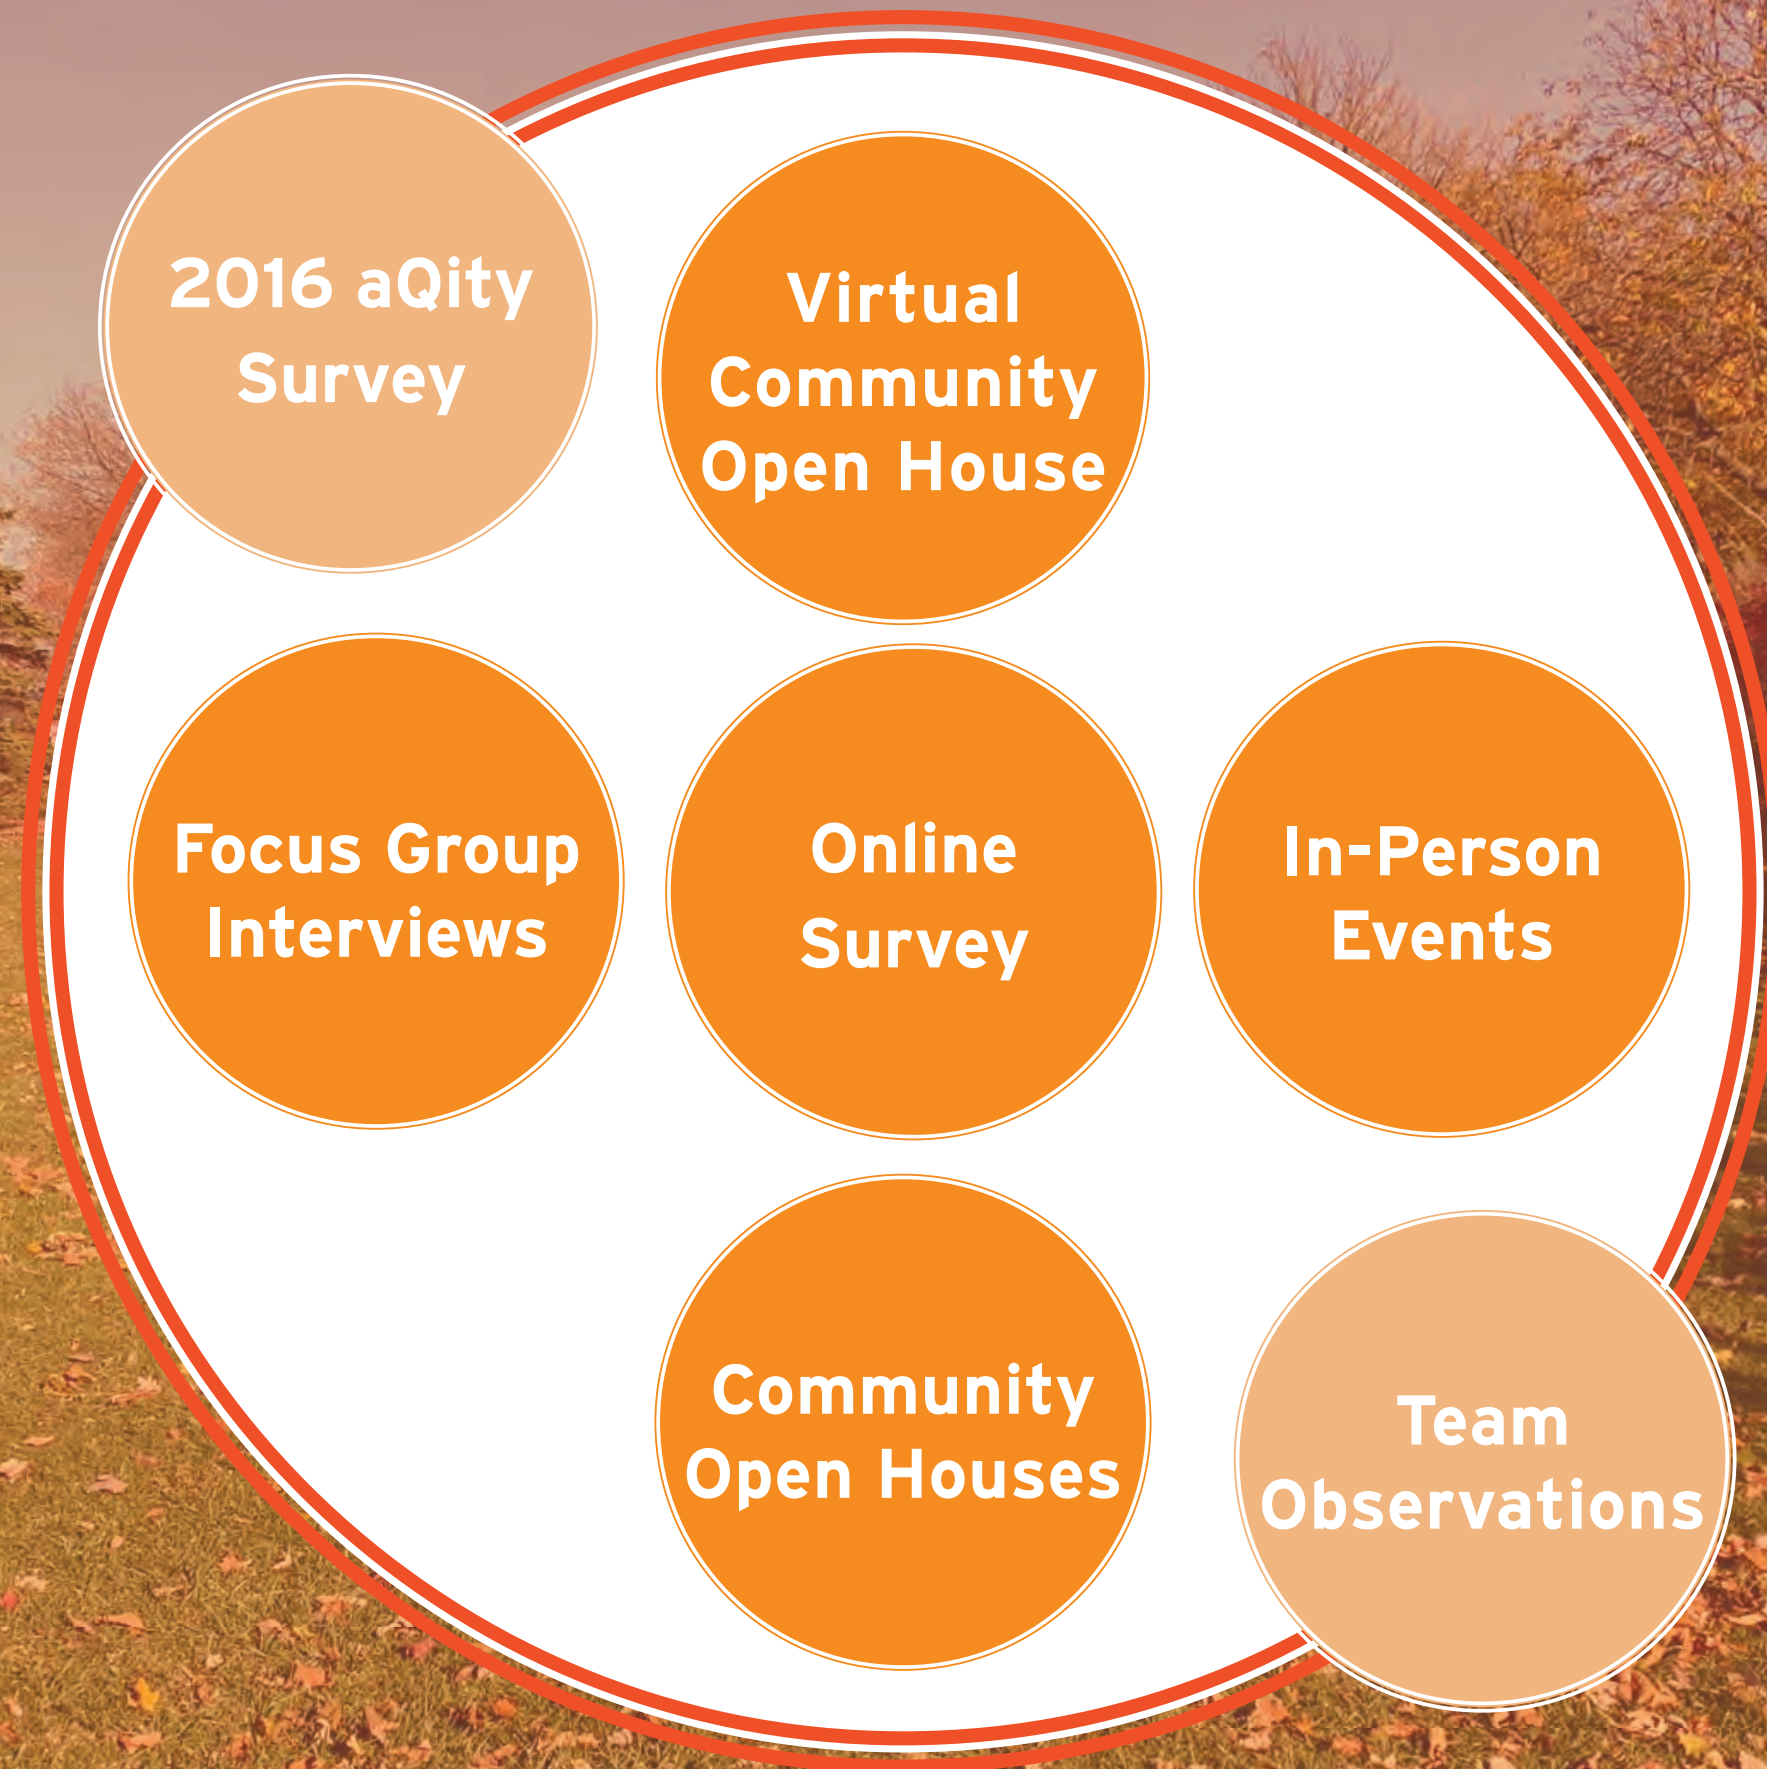 2016 aQity
Survey
Virtual
Community
Open House
Focus Group
Interviews
Online
Survey
In-Person
Events
Community
Open Houses
Team
Observations